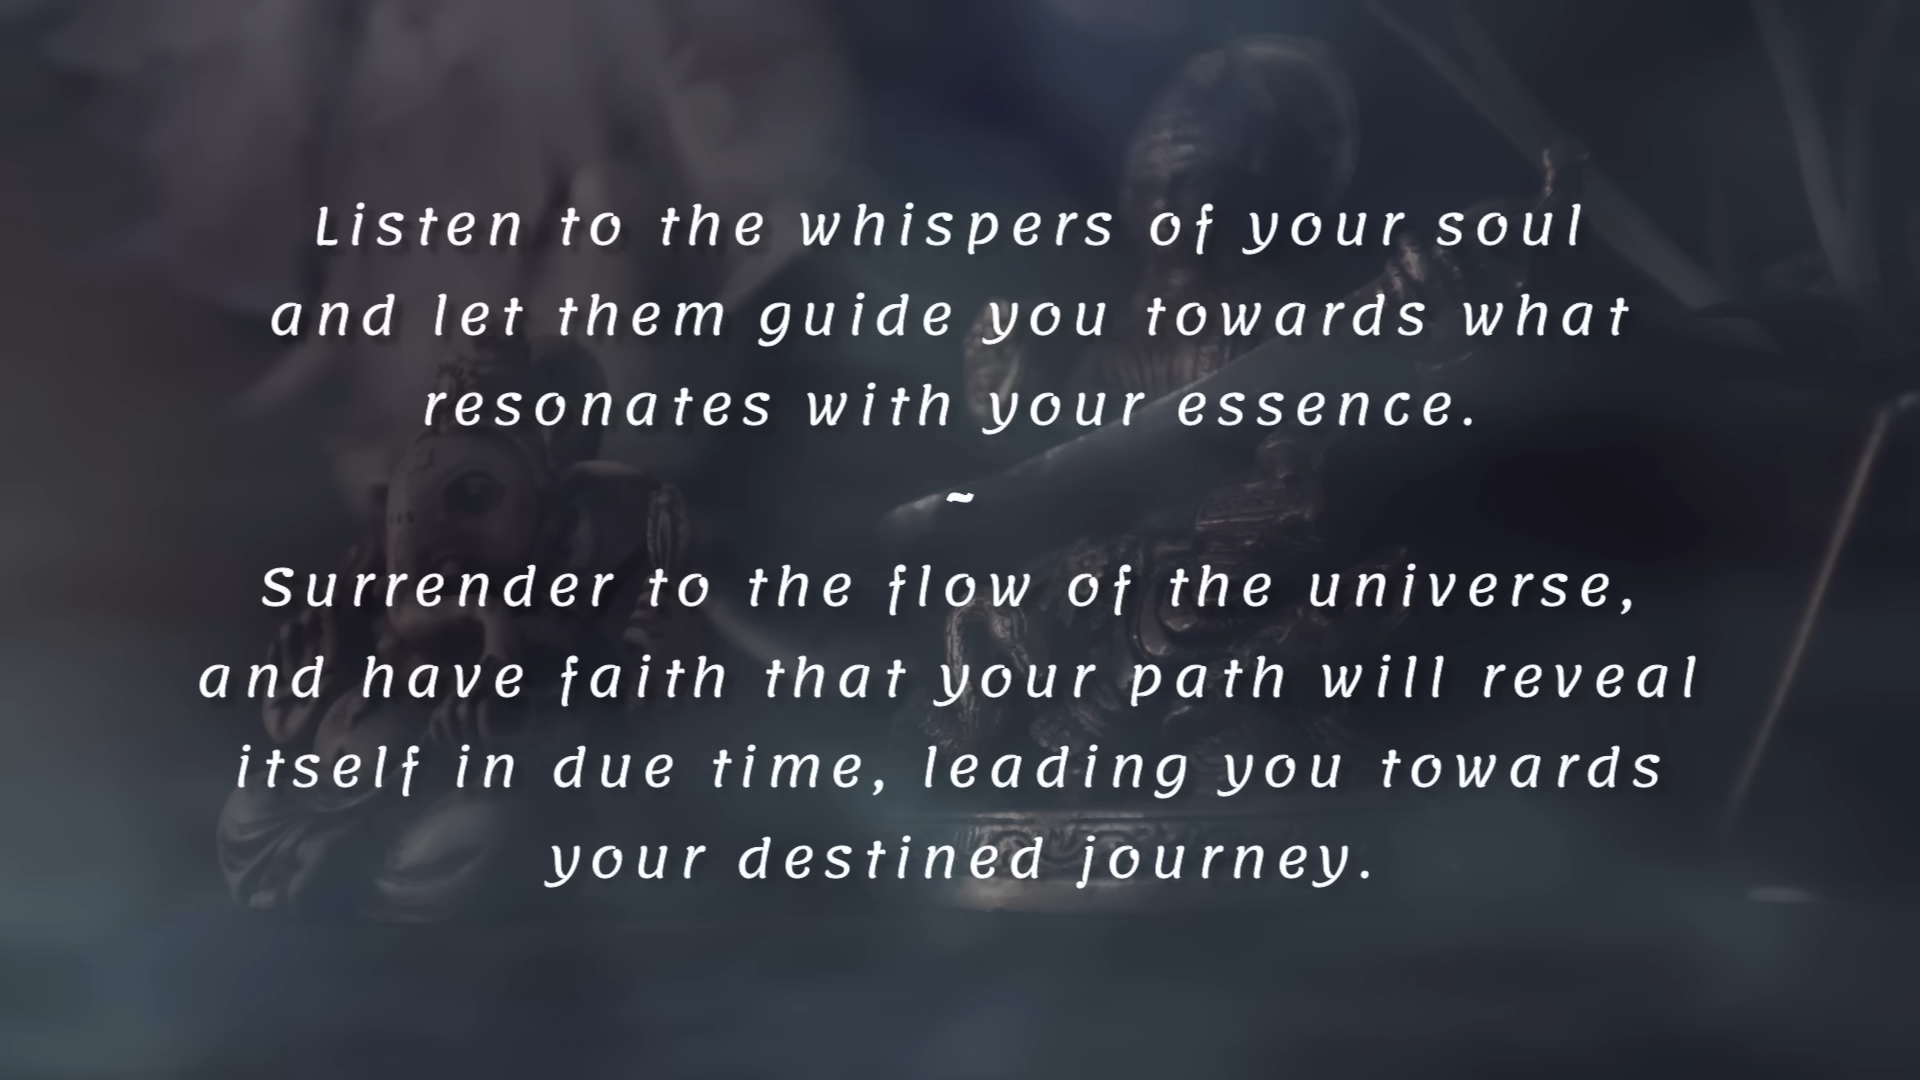 Listen to the whispers of your soul
and let them guide you towards what
resonates with your essence.
~
Surrender to the flow of the universe,
and have faith that your path will reveal
itself in due time, leading you towards
your destined journey.